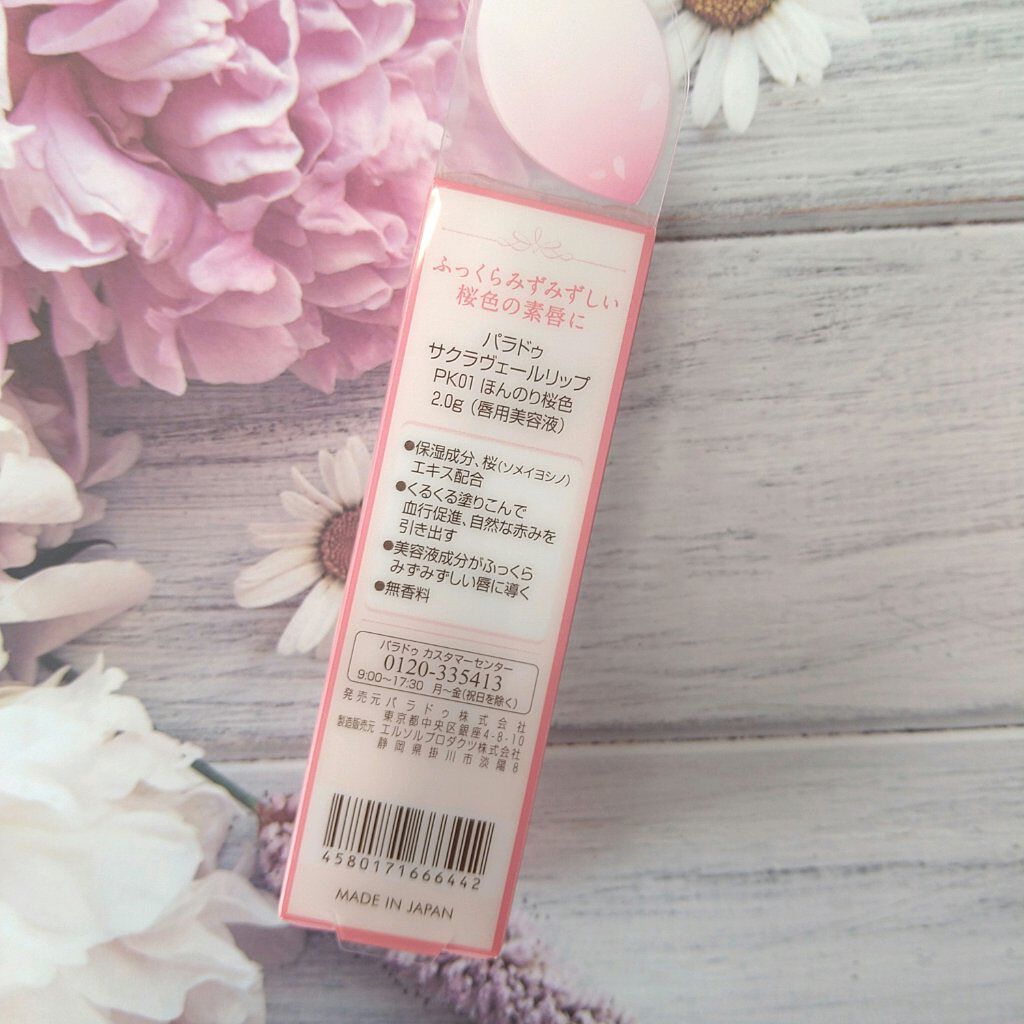 ふっくらみずみずしい
桜色の素唇に
パラドゥ
サクラヴェールリップ
PK01 ほんのり桜色
2.0g（唇用美容液）
●保湿成分、桜(ソメイヨシノ)
エキス配合
●くるくる塗りこんで
血行促進、自然な赤みを
引き出す
●美容液成分がふっくら
みずみずしい唇に導く
●無香料
パラドゥ カスタマーセンター
0120-335413
9:00～17:30 月～金(祝日を除く)
発売元 パラドゥ株式会社
東京都中央区銀座4-8-10
製造販売元 エルソルプロダクツ株式会社
静岡県掛川市淡陽8
4580171666442
MADE IN JAPAN